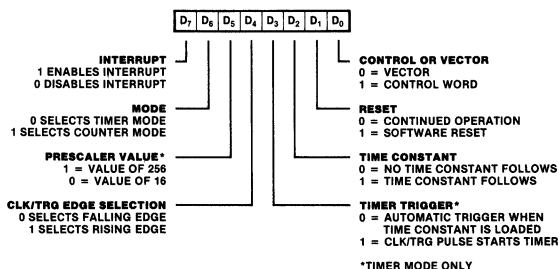 D7 D6 D5 D4 D3 D2 D1 D0
INTERRUPT
1 ENABLES INTERRUPT
0 DISABLES INTERRUPT
MODE
0 SELECTS TIMER MODE
1 SELECTS COUNTER MODE
PRESCALER VALUE*
1 = VALUE OF 256
0 = VALUE OF 16
CLK/TRG EDGE SELECTION
0 SELECTS FALLING EDGE
1 SELECTS RISING EDGE
CONTROL OR VECTOR
0 = VECTOR
1 = CONTROL WORD
RESET
0 = CONTINUED OPERATION
1 = SOFTWARE RESET
TIME CONSTANT
0 = NO TIME CONSTANT FOLLOWS
1 = TIME CONSTANT FOLLOWS
TIMER TRIGGER*
0 = AUTOMATIC TRIGGER WHEN
TIME CONSTANT IS LOADED
1 = CLK/TRG PULSE STARTS TIMER
*TIMER MODE ONLY